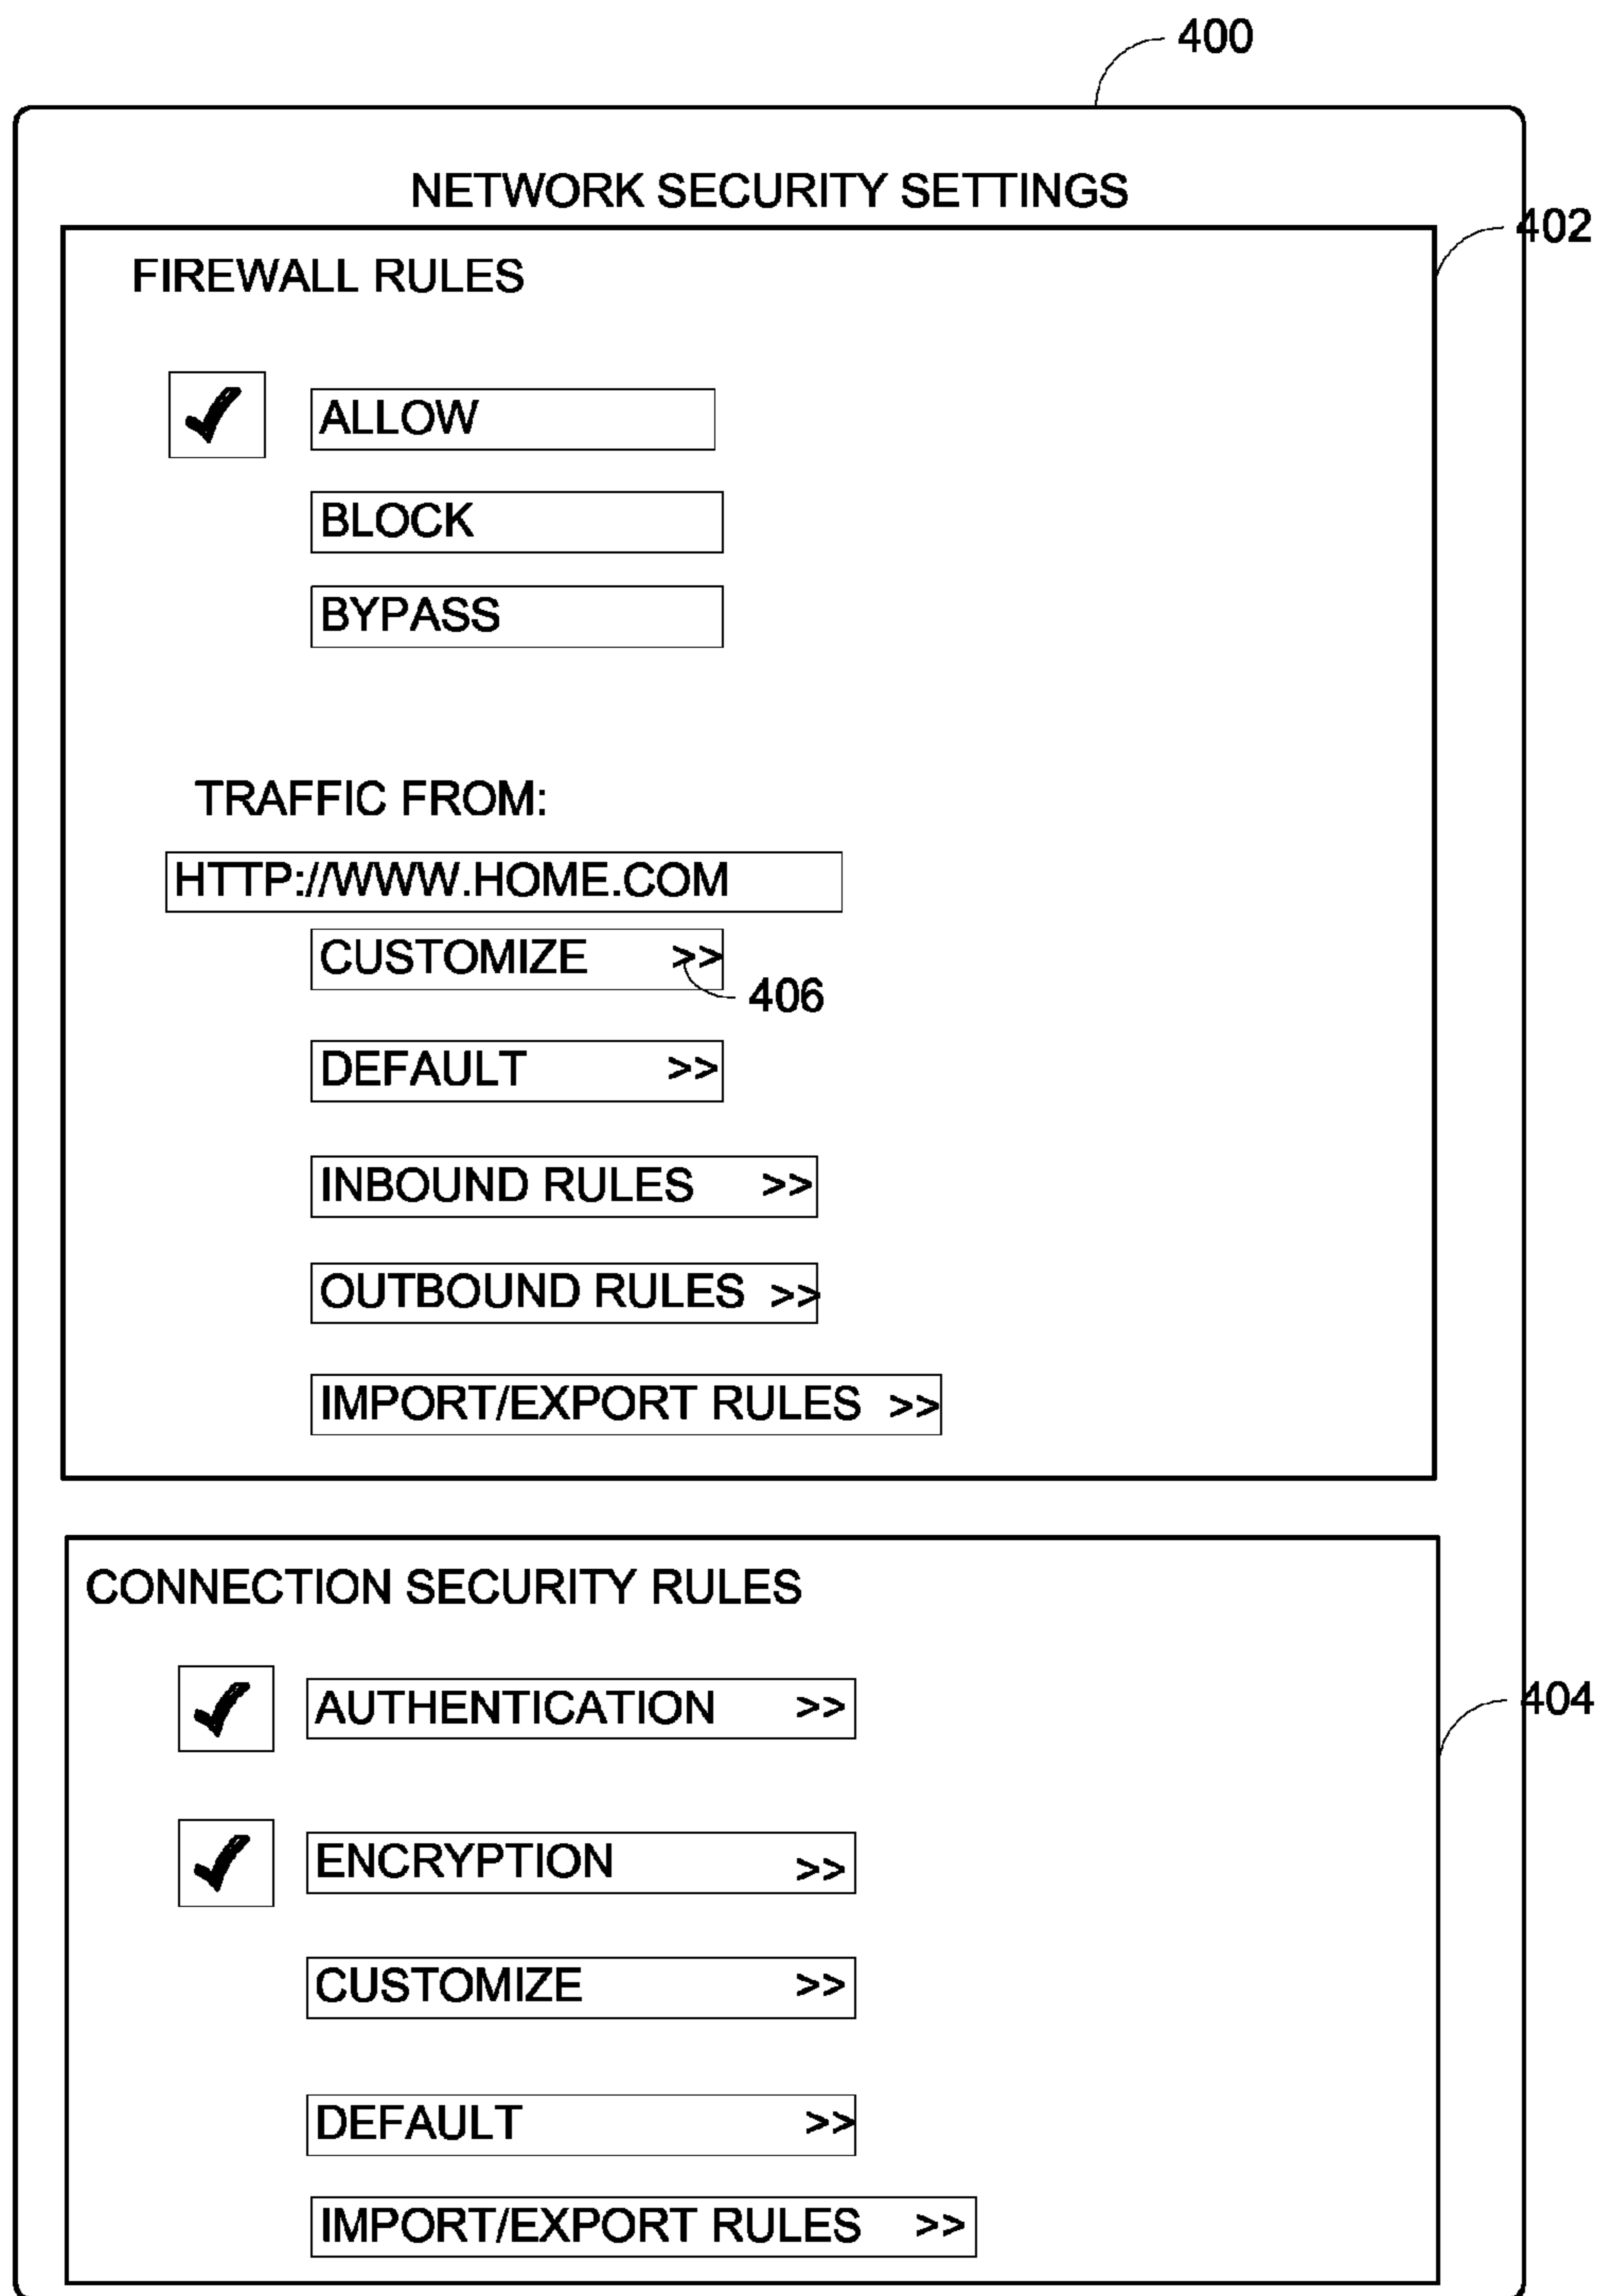 400
NETWORK SECURITY SETTINGS
402
FIREWALL RULES
ALLOW
BLOCK
BYPASS
TRAFFIC FROM:
HTTP://WWW.HOME.COM
CUSTOMIZE >>
406
DEFAULT >>
INBOUND RULES >>
OUTBOUND RULES >>
IMPORT/EXPORT RULES >>
CONNECTION SECURITY RULES
AUTHENTICATION >>
404
ENCRYPTION >>
CUSTOMIZE >>
DEFAULT >>
IMPORT/EXPORT RULES >>